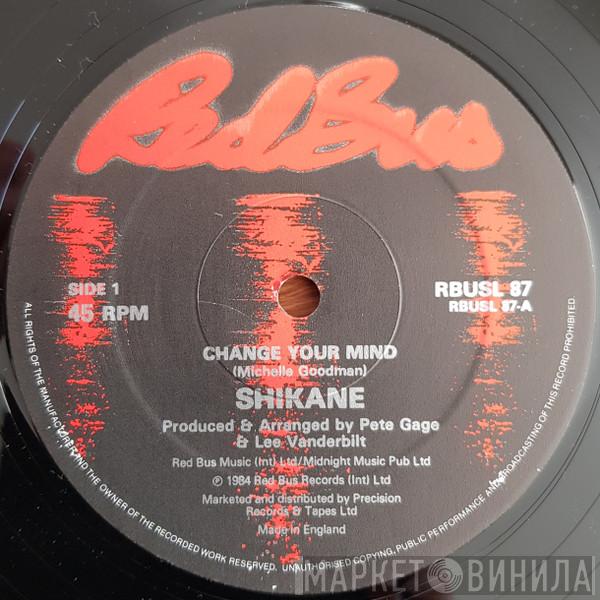 Red Bus
SIDE 1
45 RPM
RBUSL 87
RBUSL 87-A
CHANGE YOUR MIND
(Michelle Goodman)
SHIKANE
Produced & Arranged by Pete Gage
& Lee Vanderbilt
Red Bus Music (Int) Ltd/Midnight Music Pub Ltd
℗ 1984 Red Bus Records (Int) Ltd
Marketed and distributed by Precision
Records & Tapes Ltd
Made in England
ALL RIGHTS OF THE MANUFACTURER AND THE OWNER OF THE RECORDED WORK RESERVED. UNAUTHORISED COPYING, PUBLIC PERFORMANCE AND BROADCASTING OF THIS RECORD PROHIBITED
МАРКЕТ ВИНИЛА